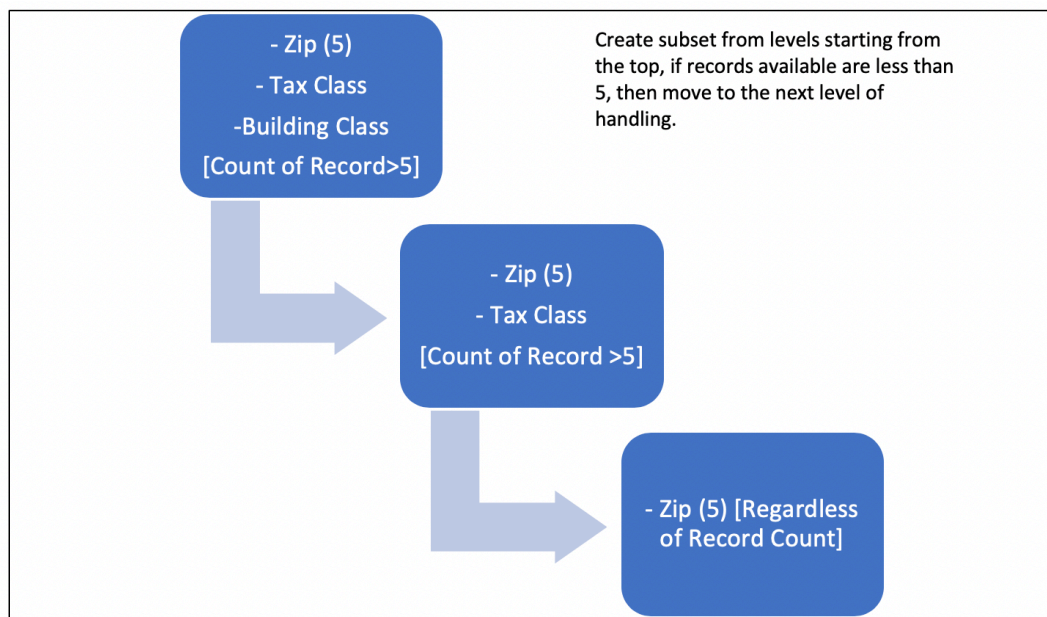 - Zip (5)
- Tax Class
-Building Class
[Count of Record>5]
Create subset from levels starting from
the top, if records available are less than
5, then move to the next level of
handling.
- Zip (5)
- Tax Class
[Count of Record >5]
- Zip (5) [Regardless
of Record Count]